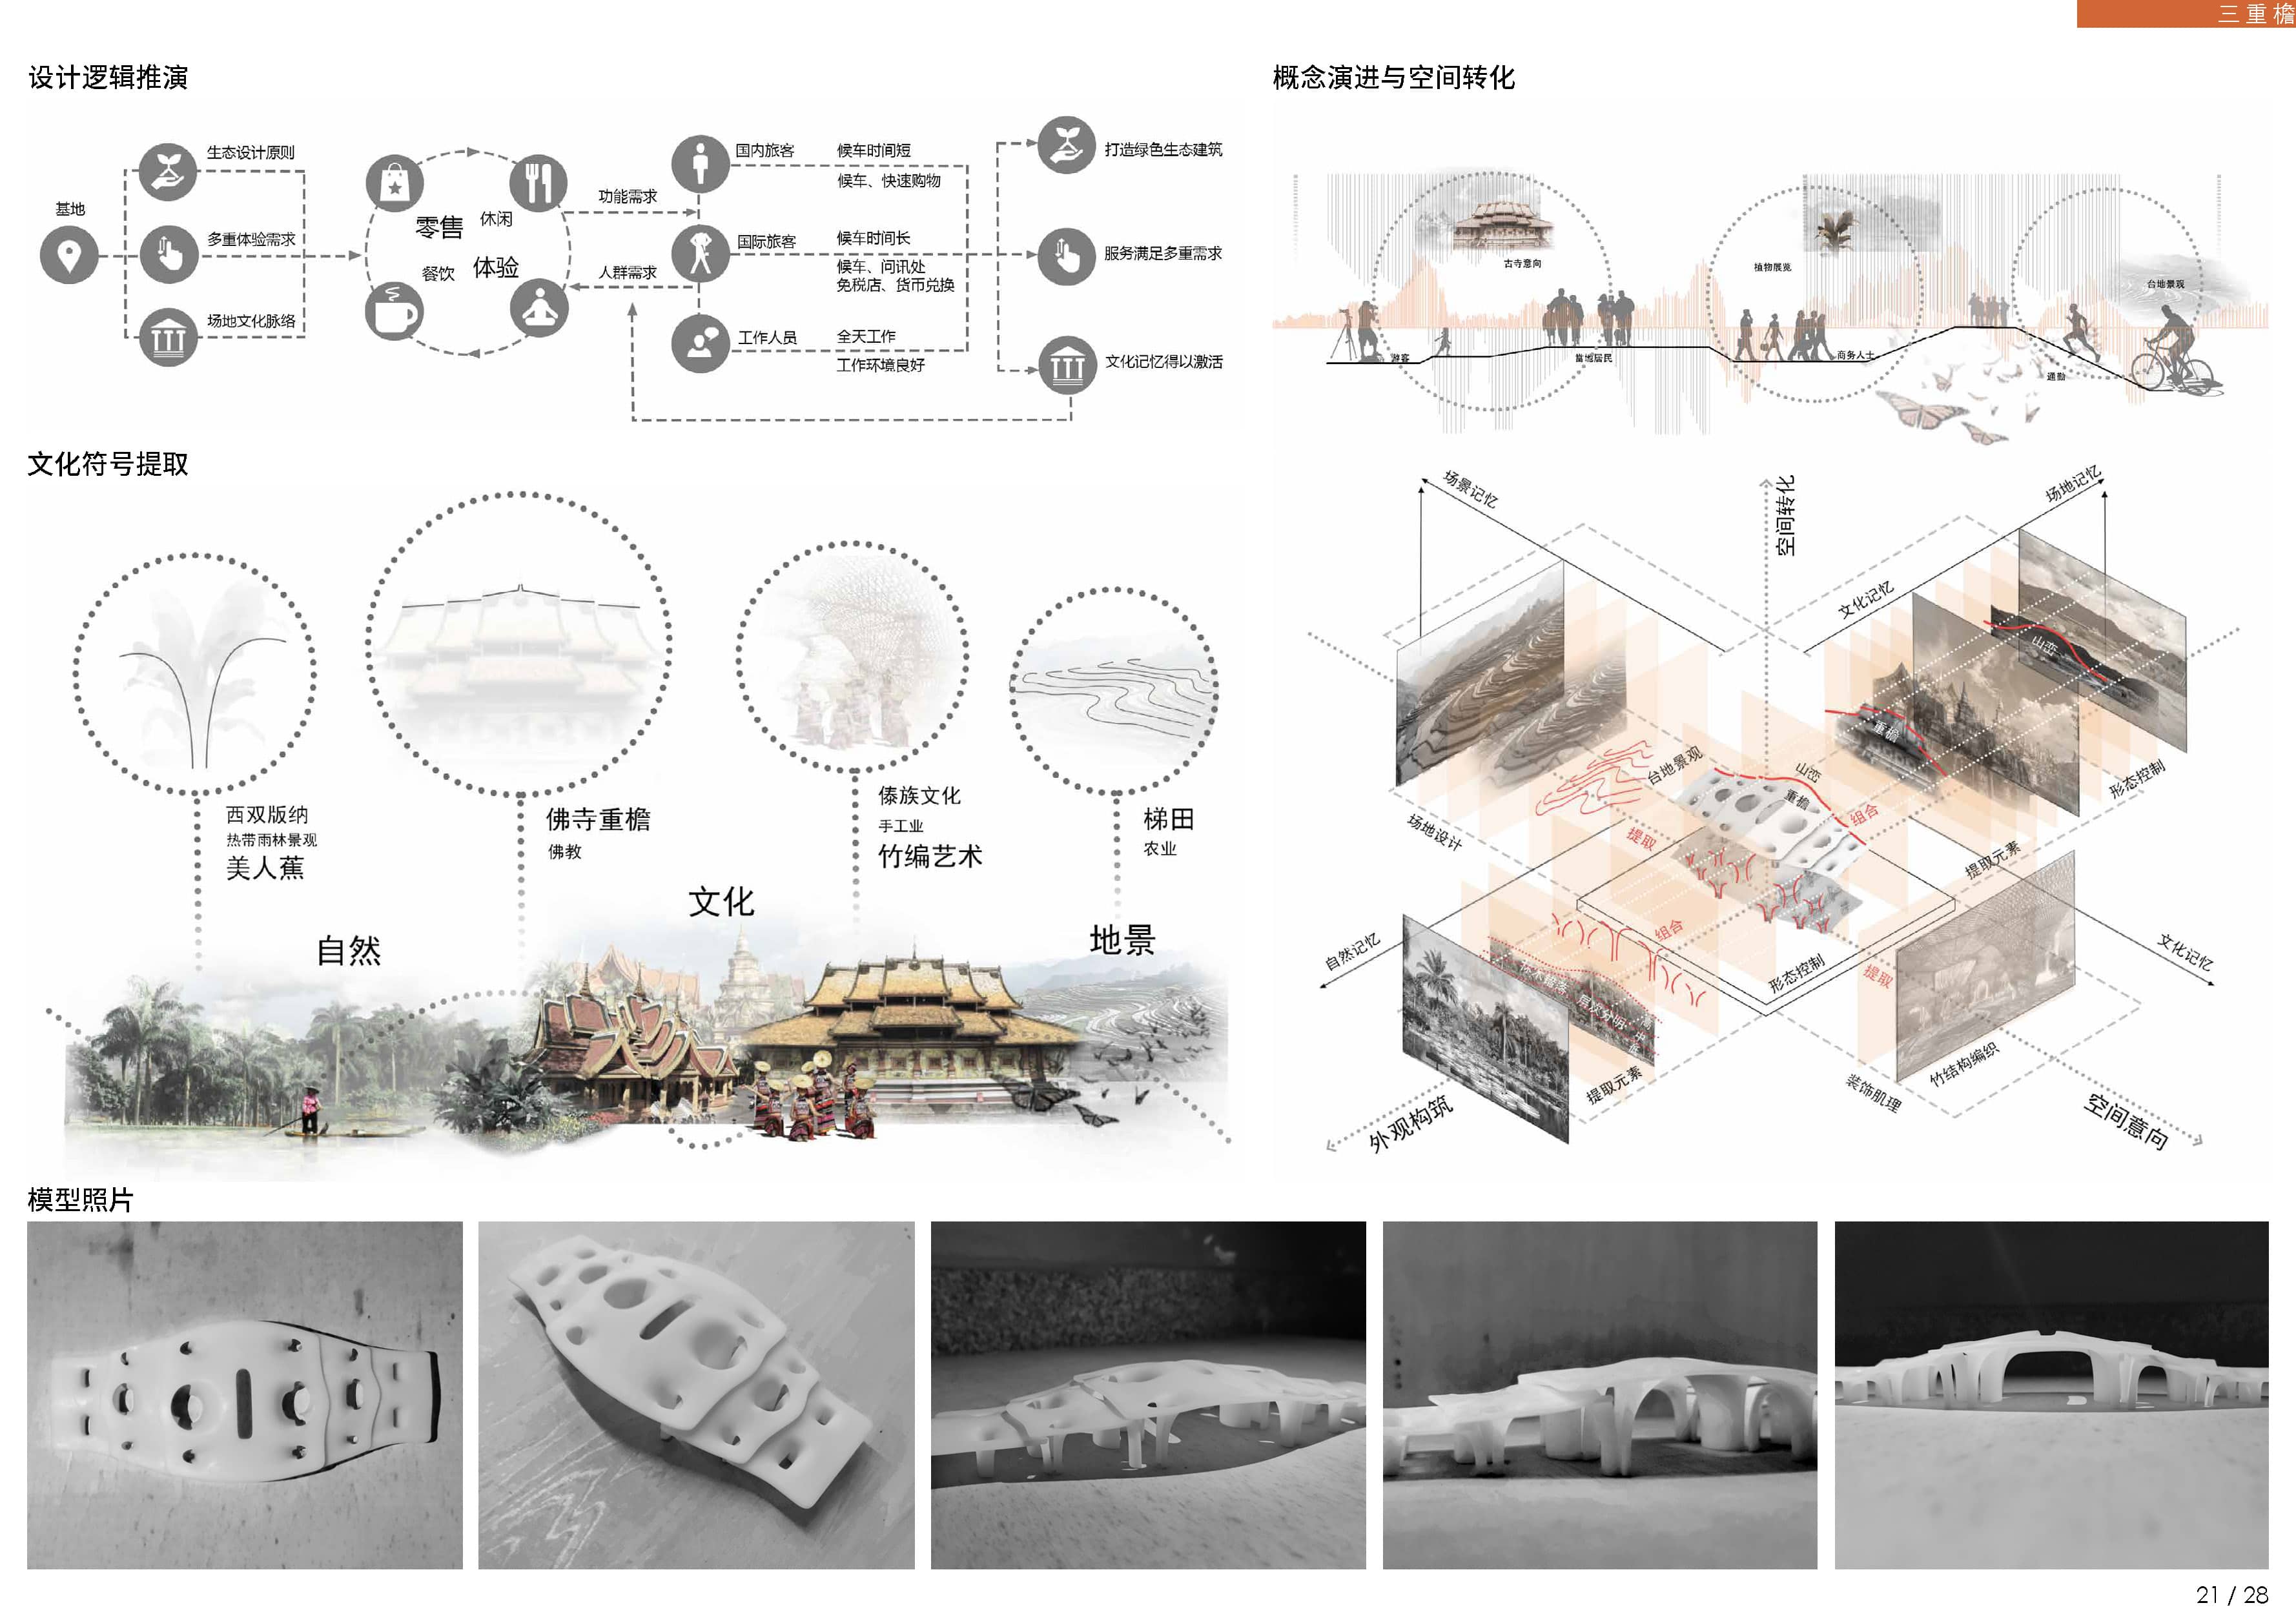 三重檐
设计逻辑推演
基地
生态设计原则
多重体验需求
场地文化脉络
零售
休闲
餐饮
体验
功能需求
人群需求
国内旅客
候车时间短
候车、快速购物
国际旅客
候车时间长
候车、问讯处
免税店、货币兑换
工作人员
全天工作
工作环境良好
打造绿色生态建筑
服务满足多重需求
文化记忆得以激活
概念演进与空间转化
古寺意向
植物展览
台地景观
游客
当地居民
商务人士
通勤
文化符号提取
西双版纳
热带雨林景观
美人蕉
佛寺重檐
佛教
傣族文化
手工业
竹编艺术
梯田
农业
自然
文化
地景
场景记忆
空间转化
场地记忆
文化记忆
山峦
重檐
形态控制
台地景观
山峦
重檐
组合
提取
场地设计
提取元素
组合
自然记忆
层次分明
高
中
低
形态控制
提取
文化记忆
提取元素
竹结构编织
装饰肌理
外观构筑
空间意向
模型照片
21 / 28